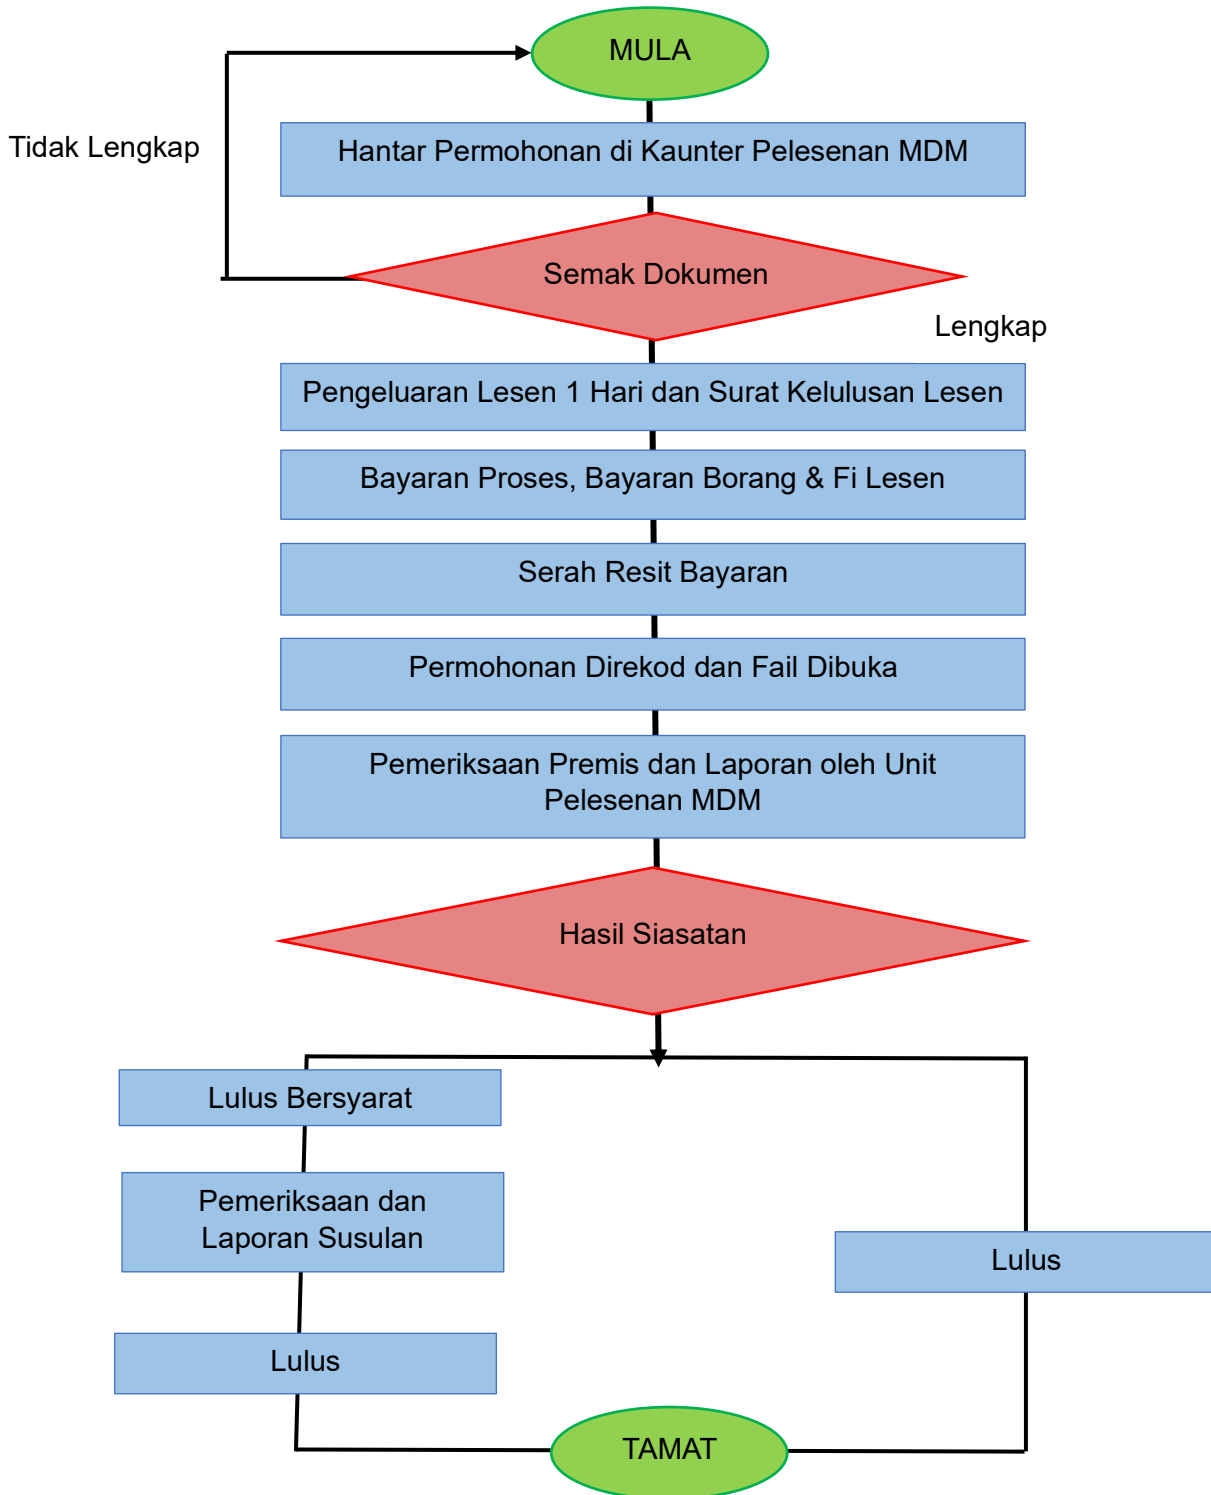 MULA
Tidak Lengkap
Hantar Permohonan di Kaunter Pelesenan MDM
Semak Dokumen
Lengkap
Pengeluaran Lesen 1 Hari dan Surat Kelulusan Lesen
Bayaran Proses, Bayaran Borang & Fi Lesen
Serah Resit Bayaran
Permohonan Direkod dan Fail Dibuka
Pemeriksaan Premis dan Laporan oleh Unit
Pelesenan MDM
Hasil Siasatan
Lulus Bersyarat
Pemeriksaan dan
Laporan Susulan
Lulus
Lulus
TAMAT